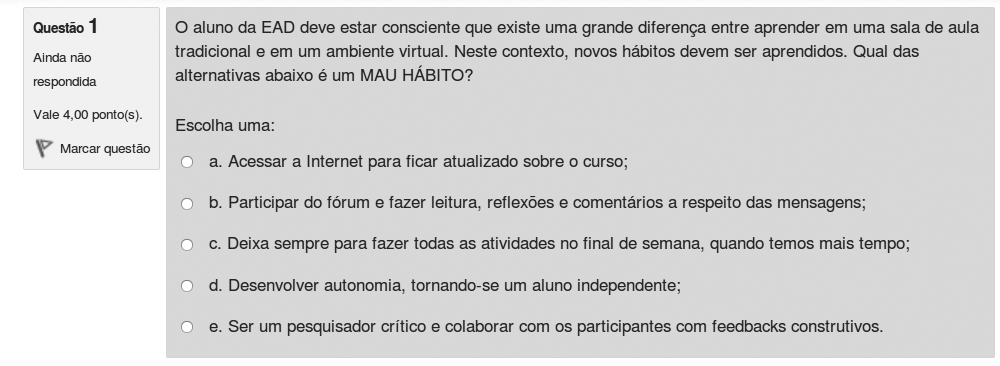 Questão 1
Ainda não
respondida
Vale 4,00 ponto(s).
Marcar questão
O aluno da EAD deve estar consciente que existe uma grande diferença entre aprender em uma sala de aula
tradicional e em um ambiente virtual. Neste contexto, novos hábitos devem ser aprendidos. Qual das
alternativas abaixo é um MAU HÁBITO?
Escolha uma:
a. Acessar a Internet para ficar atualizado sobre o curso;
b. Participar do fórum e fazer leitura, reflexões e comentários a respeito das mensagens;
c. Deixa sempre para fazer todas as atividades no final de semana, quando temos mais tempo;
d. Desenvolver autonomia, tornando-se um aluno independente;
e. Ser um pesquisador crítico e colaborar com os participantes com feedbacks construtivos.